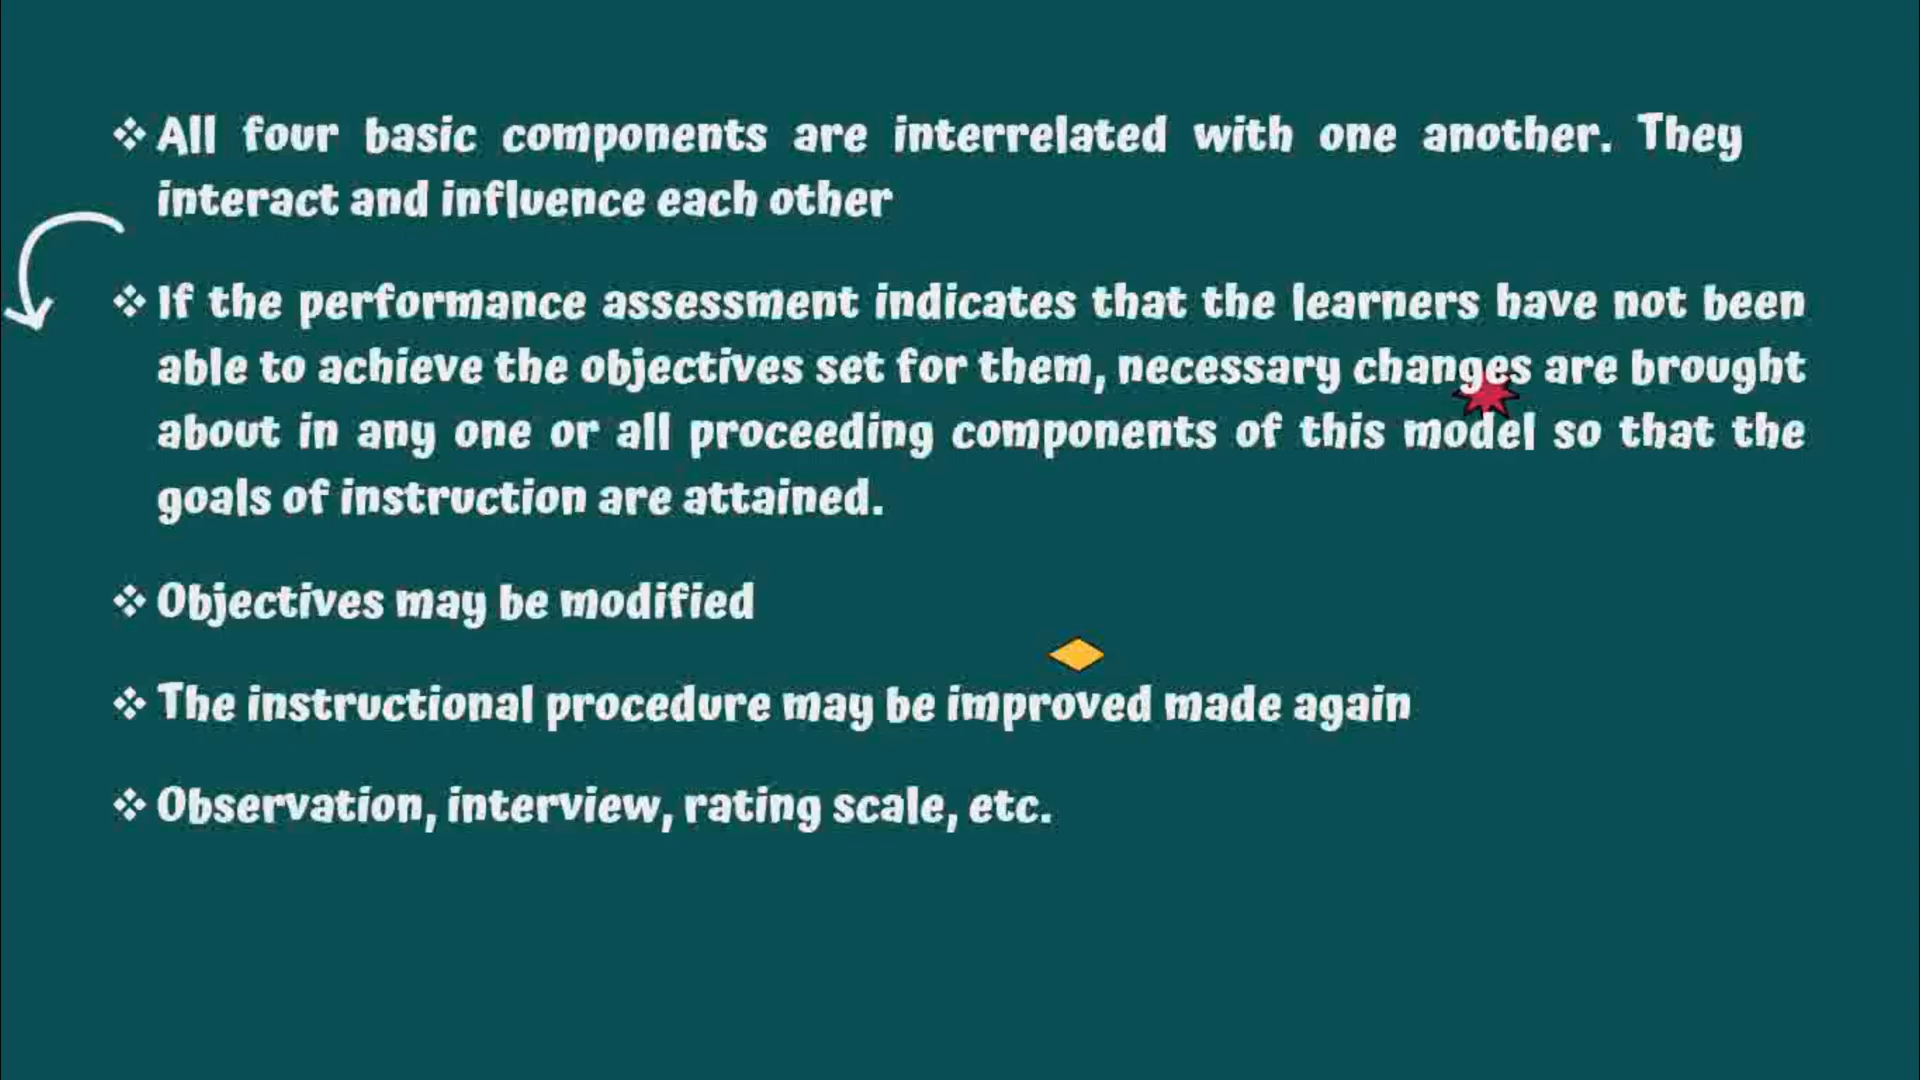 ❖ All four basic components are interrelated with one another. They
interact and influence each other
❖ If the performance assessment indicates that the learners have not been
able to achieve the objectives set for them, necessary changes are brought
about in any one or all proceeding components of this model so that the
goals of instruction are attained.
❖ Objectives may be modified
❖ The instructional procedure may be improved made again
❖ Observation, interview, rating scale, etc.